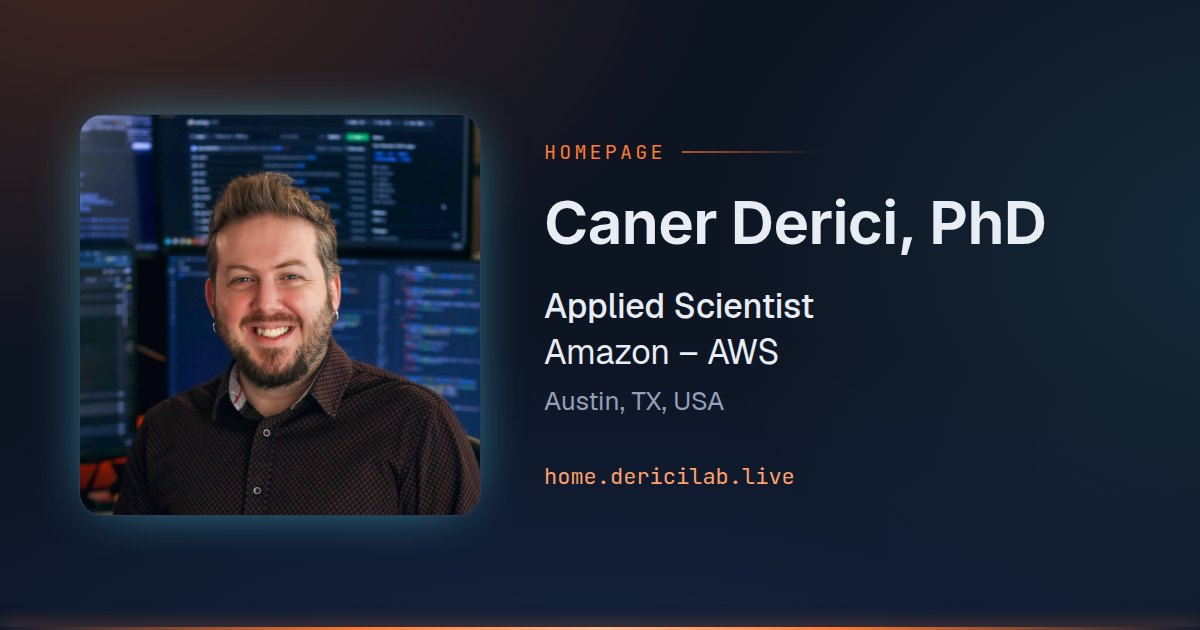 HOMEPAGE
Caner Derici, PhD
Applied Scientist
Amazon – AWS
Austin, TX, USA
home.dericilab.live